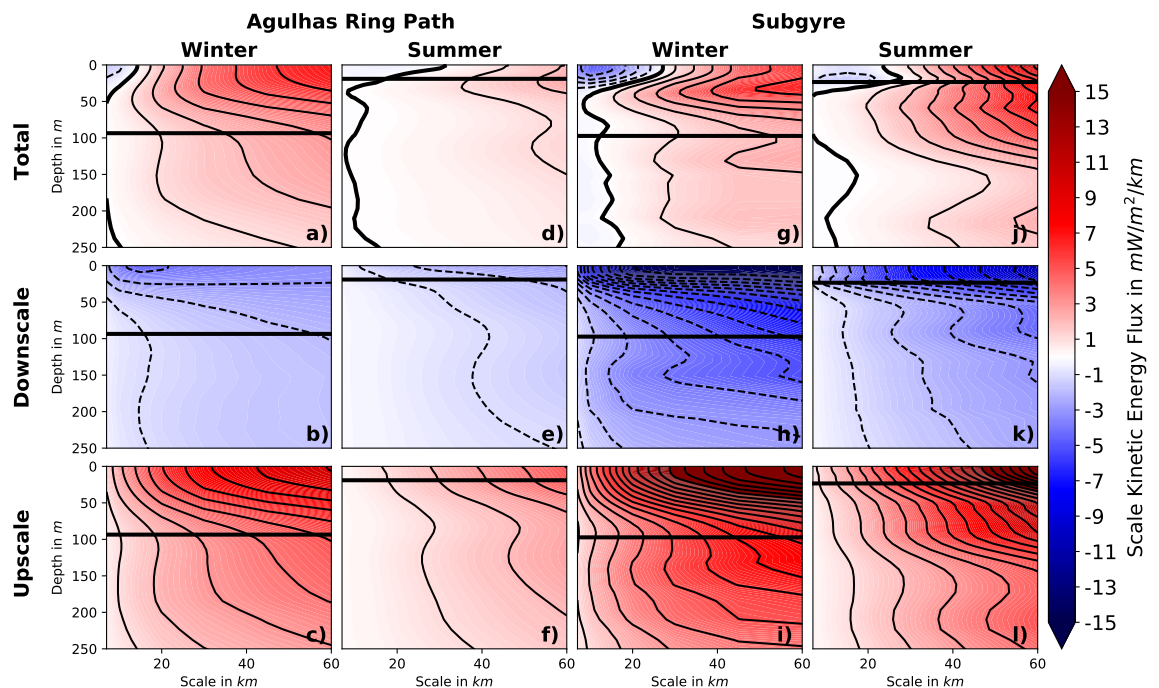 Agulhas Ring Path Subgyre
Winter Summer Winter Summer
Total
Depth in m
0
50
100
150
200
250
a) d) g) j)
Downscale
Depth in m
0
50
100
150
200
250
b) e) h) k)
Upscale
Depth in m
0
50
100
150
200
250
c) f) i) l)
20 40 60 20 40 60 20 40 60 20 40 60
Scale in km Scale in km Scale in km Scale in km
15
13
11
9
7
5
3
1
-1
-3
-5
-7
-9
-11
-13
-15
Scale Kinetic Energy Flux in mW/m²/km